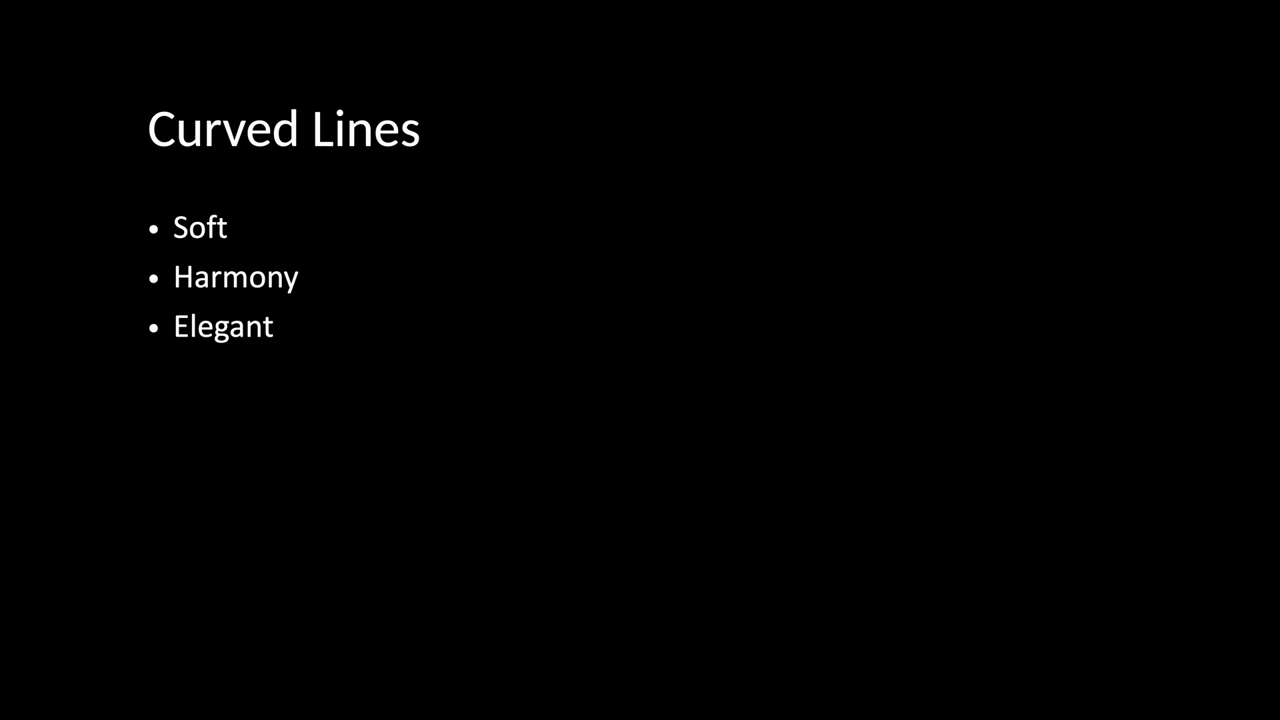 Curved Lines
• Soft
• Harmony
• Elegant